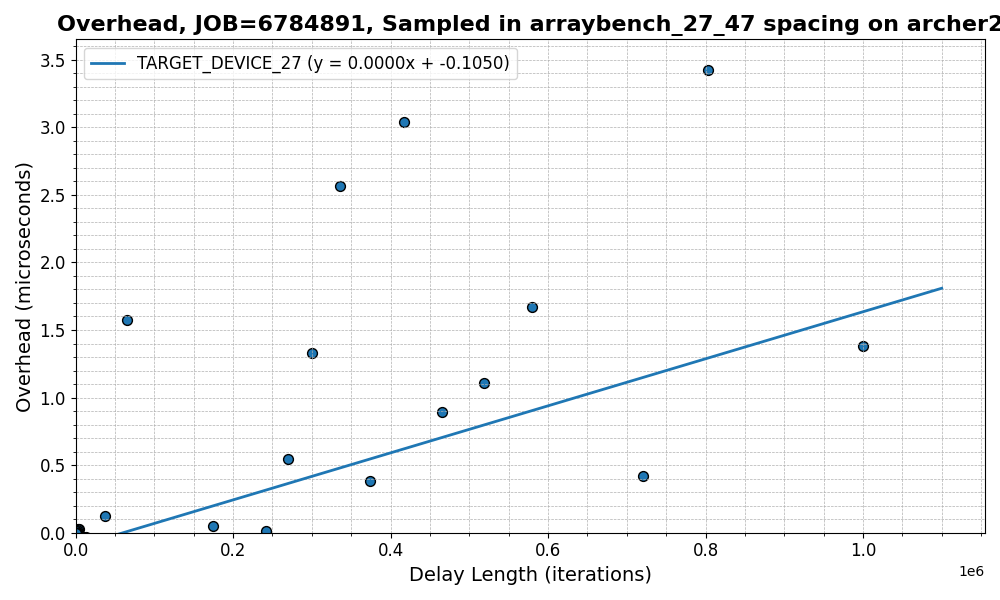 Overhead, JOB=6784891, Sampled in arraybench_27_47 spacing on archer2
TARGET_DEVICE_27 (y = 0.0000x + -0.1050)
Overhead (microseconds)
3.5
3.0
2.5
2.0
1.5
1.0
0.5
0.0
0.0 0.2 0.4 0.6 0.8 1.0
1e6
Delay Length (iterations)